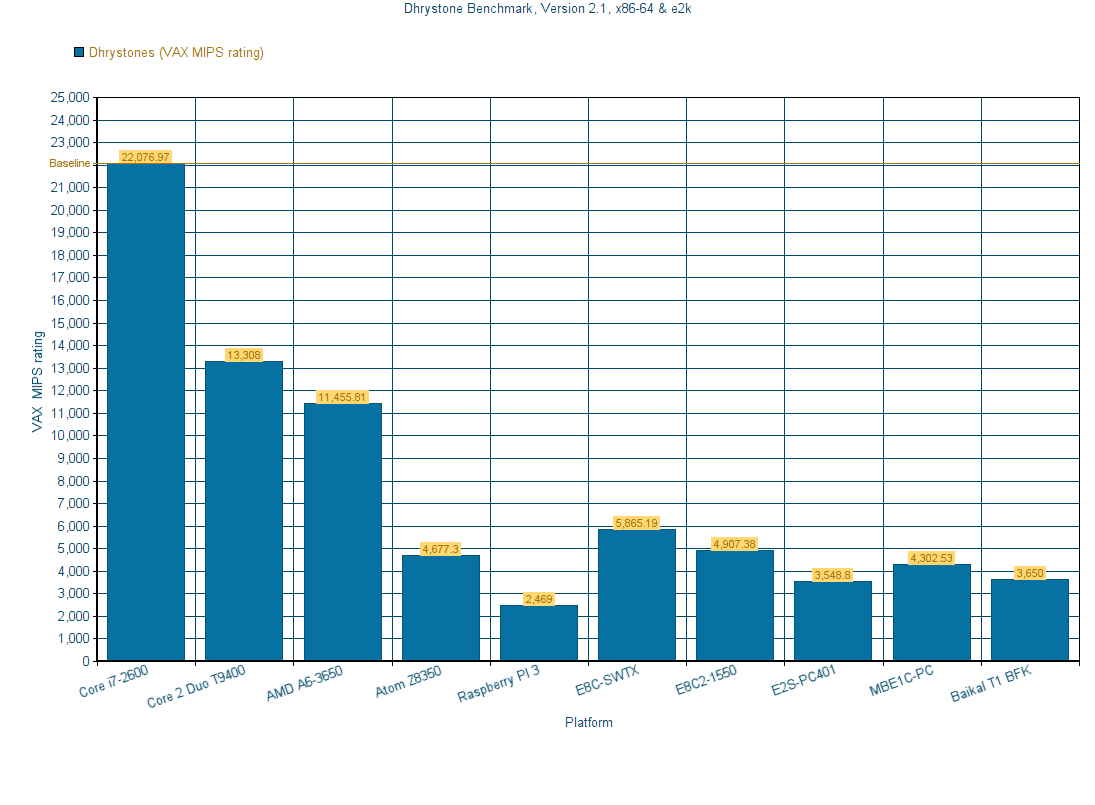 Dhrystone Benchmark, Version 2.1, x86-64 & e2k
Dhrystones (VAX MIPS rating)
25,000
24,000
23,000
Baseline
21,000
20,000
19,000
18,000
17,000
16,000
15,000
14,000
13,000
12,000
11,000
10,000
9,000
8,000
7,000
6,000
5,000
4,000
3,000
2,000
1,000
0
VAX MIPS rating
22,076.97
13,308
11,455.81
4,677.3
2,469
5,865.19
4,907.38
3,548.8
4,302.53
3,650
Core i7-2600
Core 2 Duo T9400
AMD A6-3650
Atom Z8350
Raspberry PI 3
E8C-SWTX
E8C2-1550
E2S-PC401
MBE1C-PC
Baikal T1 BFK
Platform